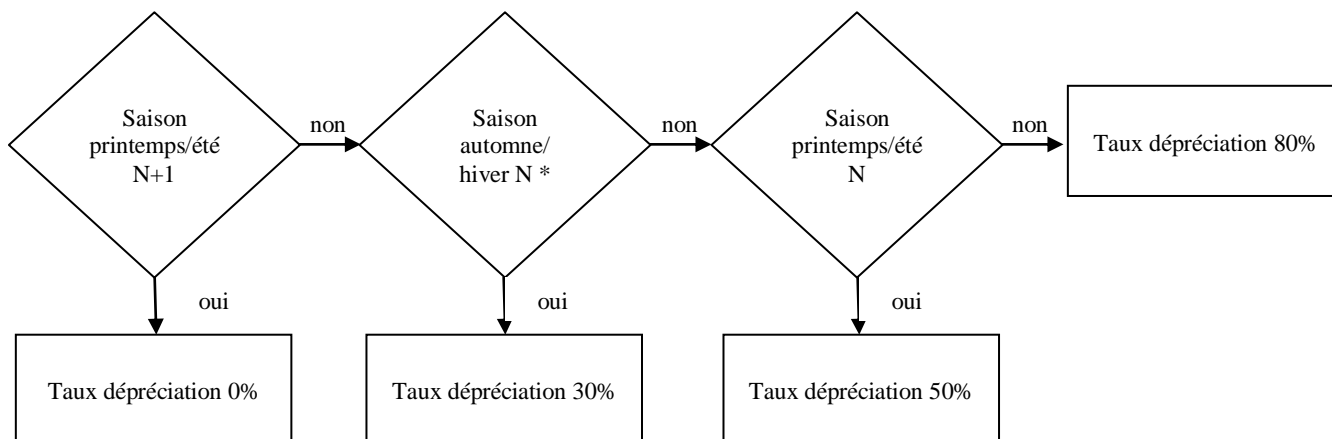 Saison
printemps/été
N+1
non
Saison
automne/
hiver N *
non
Saison
printemps/été
N
non
Taux dépréciation 80%
oui
oui
oui
Taux dépréciation 0%
Taux dépréciation 30%
Taux dépréciation 50%